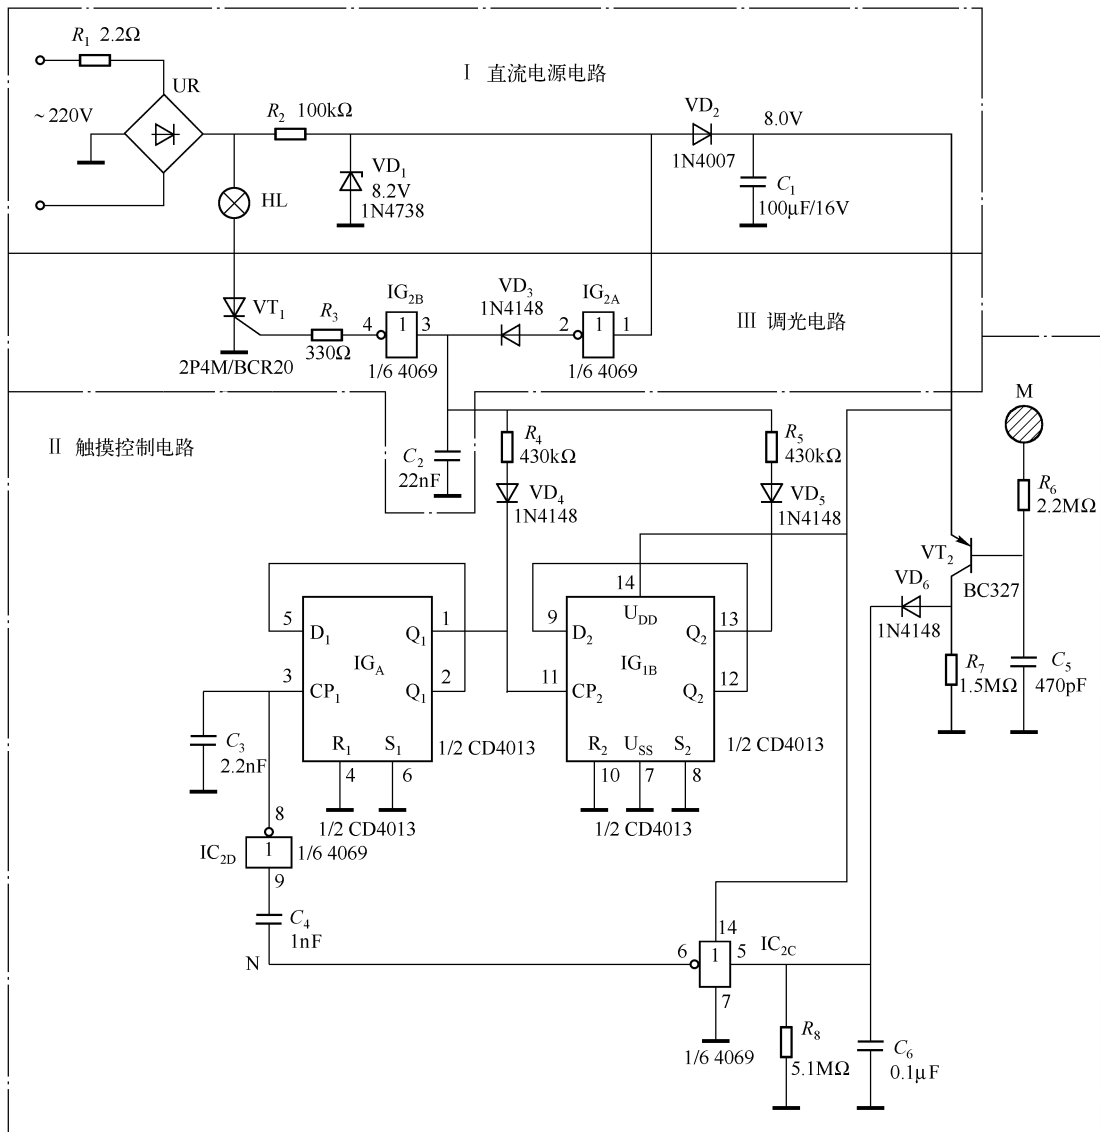 R1 2.2Ω
UR
~220V
R2 100kΩ
Ⅰ 直流电源电路
VD2
1N4007
8.0V
VD1
8.2V
1N4738
C1
100μF/16V
HL
VT1
2P4M/BCR20
R3
330Ω
IG2B
4
1
3
1/6 4069
VD3
1N4148
IG2A
2
1
1
1/6 4069
Ⅲ 调光电路
Ⅱ 触摸控制电路
C2
22nF
R4
430kΩ
VD4
1N4148
R5
430kΩ
VD5
1N4148
M
R6
2.2MΩ
VT2
BC327
VD6
1N4148
R7
1.5MΩ
C5
470pF
5
D1
Q1
1
IGA
3
CP1
Q1
2
R1
S1
4
6
1/2 CD4013
1/2 CD4013
14
UDD
9
D2
Q2
13
IG1B
11
CP2
Q2
12
R2
USS
S2
10
7
8
1/2 CD4013
1/2 CD4013
C3
2.2nF
8
IC2D
1
1/6 4069
9
C4
1nF
N
6
14
1
5
IC2C
7
1/6 4069
R8
5.1MΩ
C6
0.1μF